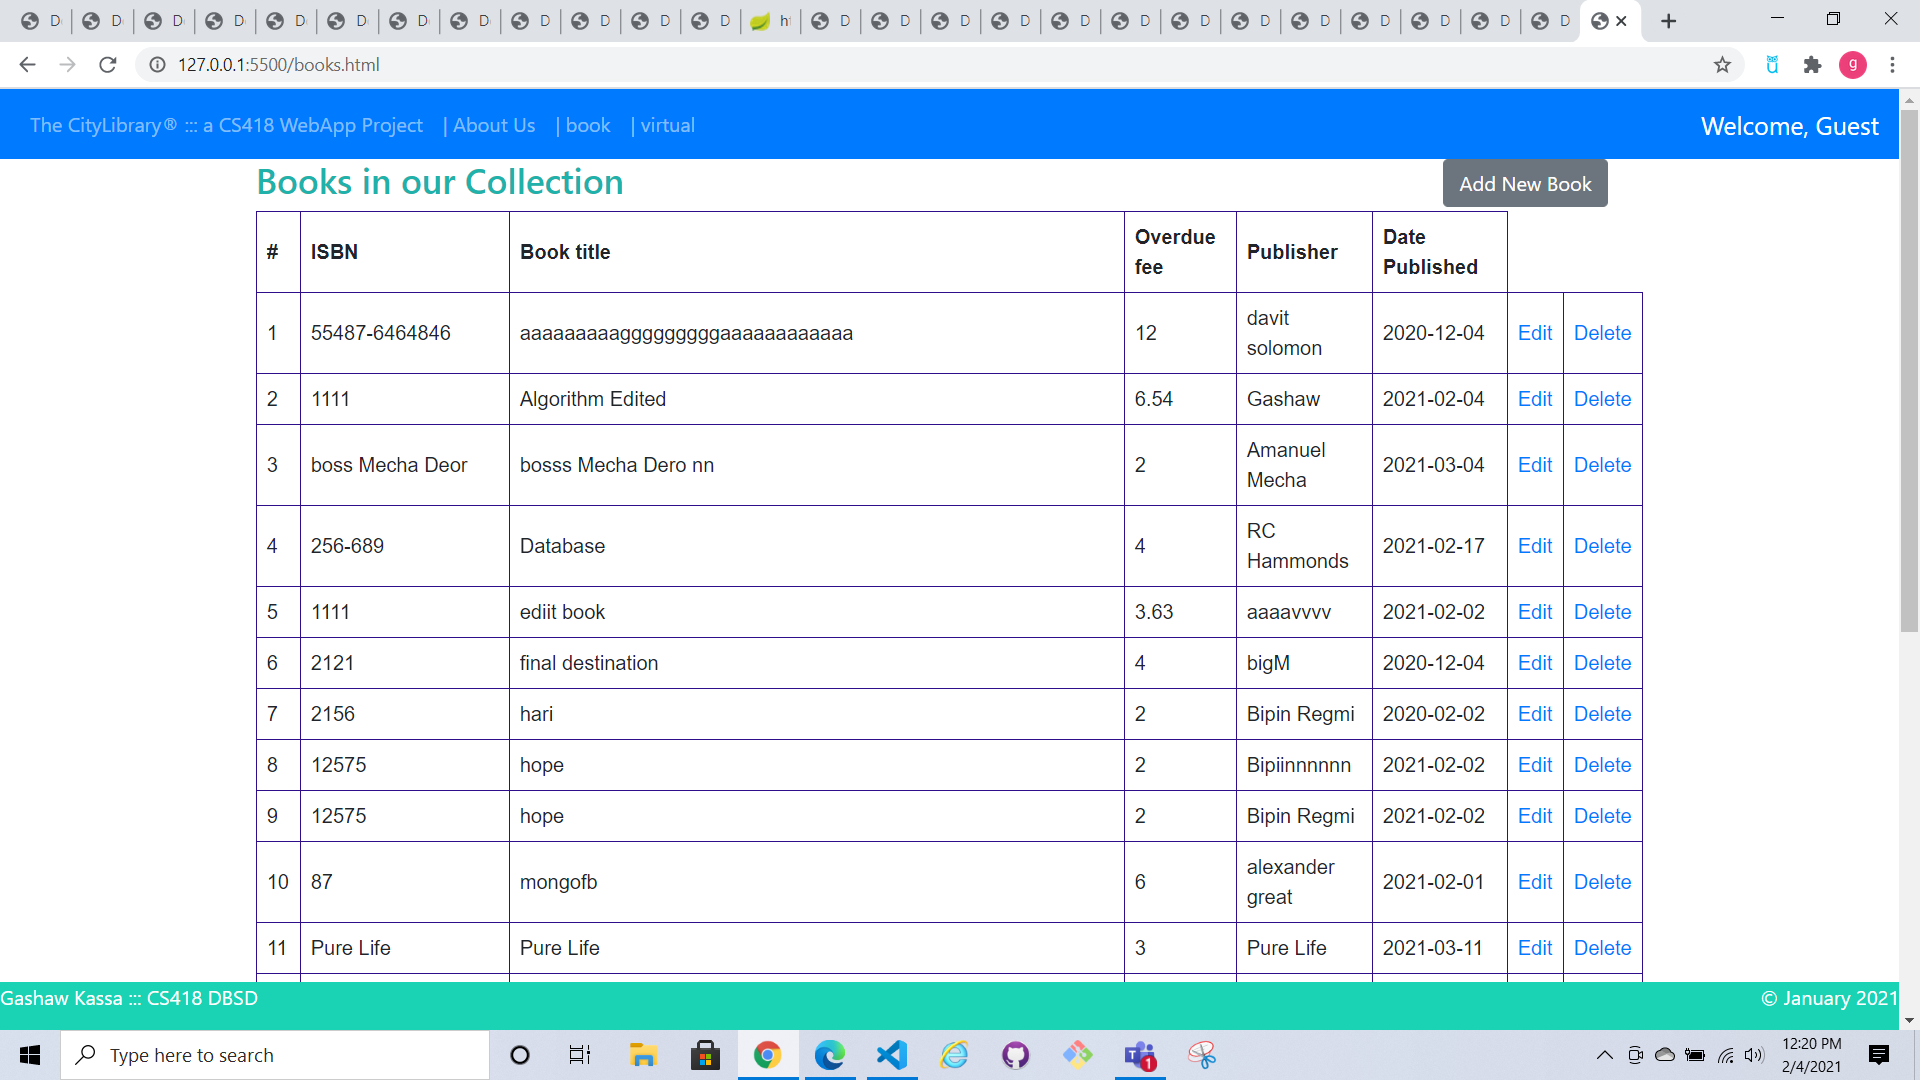 127.0.0.1:5500/books.html
g
The CityLibrary® ::: a CS418 WebApp Project | About Us | book | virtual
Welcome, Guest
Books in our Collection
Add New Book
# ISBN Book title Overdue fee Publisher Date Published
1 55487-6464846 aaaaaaaaagggggggggaaaaaaaaaaaa 12 davit solomon 2020-12-04 Edit Delete
2 1111 Algorithm Edited 6.54 Gashaw 2021-02-04 Edit Delete
3 boss Mecha Deor bosss Mecha Dero nn 2 Amanuel Mecha 2021-03-04 Edit Delete
4 256-689 Database 4 RC Hammonds 2021-02-17 Edit Delete
5 1111 ediit book 3.63 aaaavvvv 2021-02-02 Edit Delete
6 2121 final destination 4 bigM 2020-12-04 Edit Delete
7 2156 hari 2 Bipin Regmi 2020-02-02 Edit Delete
8 12575 hope 2 Bipiinnnnnn 2021-02-02 Edit Delete
9 12575 hope 2 Bipin Regmi 2021-02-02 Edit Delete
10 87 mongofb 6 alexander great 2021-02-01 Edit Delete
11 Pure Life Pure Life 3 Pure Life 2021-03-11 Edit Delete
Gashaw Kassa ::: CS418 DBSD
© January 2021
Type here to search
1
12:20 PM
2/4/2021